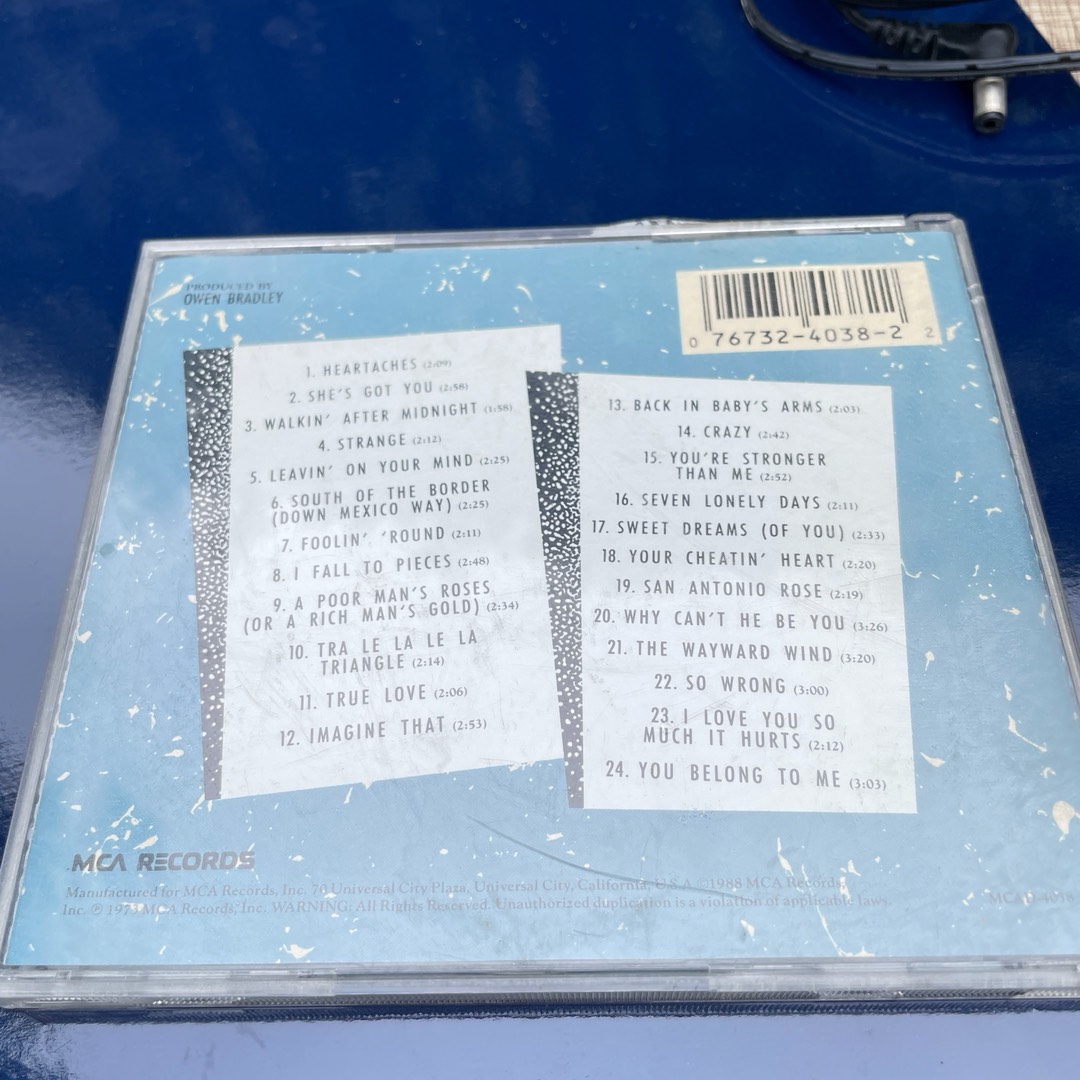 PRODUCED BY
OWEN BRADLEY
0 76732-4038-2 2
1. HEARTACHES (2:09)
2. SHE'S GOT YOU (2:58)
3. WALKIN' AFTER MIDNIGHT (1:58)
4. STRANGE (2:12)
5. LEAVIN' ON YOUR MIND (2:25)
6. SOUTH OF THE BORDER
(DOWN MEXICO WAY) (2:25)
7. FOOLIN' 'ROUND (2:11)
8. I FALL TO PIECES (2:48)
9. A POOR MAN'S ROSES
(OR A RICH MAN'S GOLD) (2:34)
10. TRA LE LA LE LA
TRIANGLE (2:14)
11. TRUE LOVE (2:06)
12. IMAGINE THAT (2:53)
13. BACK IN BABY'S ARMS (2:03)
14. CRAZY (2:42)
15. YOU'RE STRONGER
THAN ME (2:52)
16. SEVEN LONELY DAYS (2:11)
17. SWEET DREAMS (OF YOU) (2:33)
18. YOUR CHEATIN' HEART (2:20)
19. SAN ANTONIO ROSE (2:19)
20. WHY CAN'T HE BE YOU (3:26)
21. THE WAYWARD WIND (3:20)
22. SO WRONG (3:00)
23. I LOVE YOU SO
MUCH IT HURTS (2:12)
24. YOU BELONG TO ME (3:03)
MCA RECORDS
Manufactured for MCA Records, Inc. 70 Universal City Plaza, Universal City, California, U.S.A. ©1988 MCA Records,
Inc. ℗ 1973 MCA Records, Inc. WARNING: All Rights Reserved. Unauthorized duplication is a violation of applicable laws.